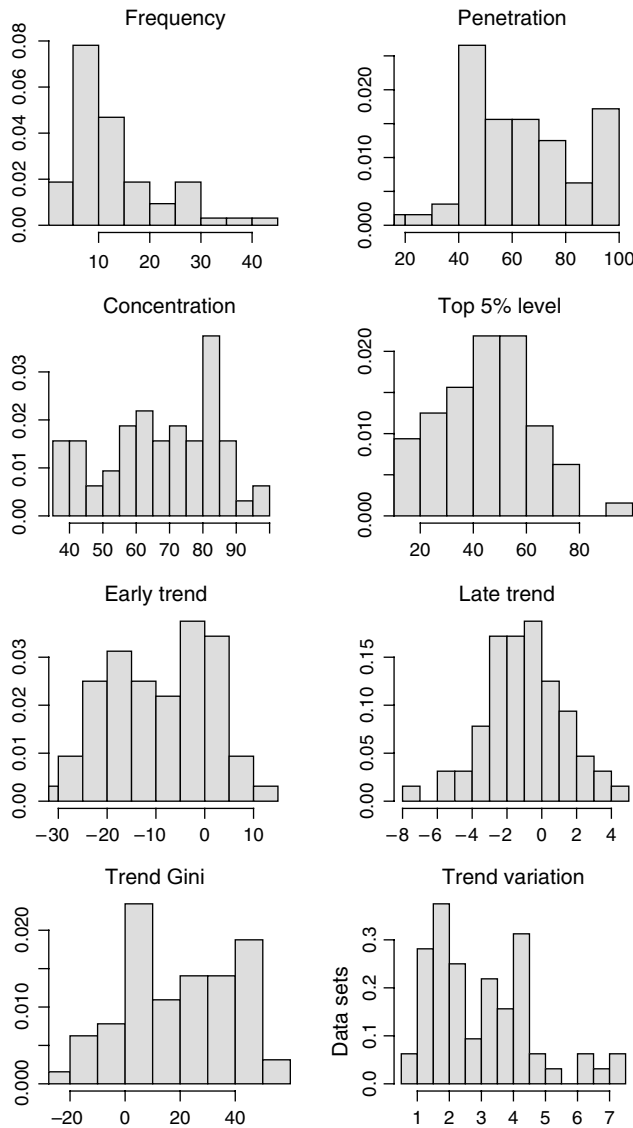 Frequency
0.00 0.02 0.04 0.06 0.08
10 20 30 40
Penetration
0.000 0.010 0.020
20 40 60 80 100
Concentration
0.00 0.01 0.02 0.03
40 50 60 70 80 90
Top 5% level
0.000 0.010 0.020
20 40 60 80
Early trend
0.00 0.01 0.02 0.03
−30 −20 −10 0 10
Late trend
0.00 0.05 0.10 0.15
−8 −6 −4 −2 0 2 4
Trend Gini
0.000 0.010 0.020
−20 0 20 40
Trend variation
Data sets
0.0 0.1 0.2 0.3
1 2 3 4 5 6 7